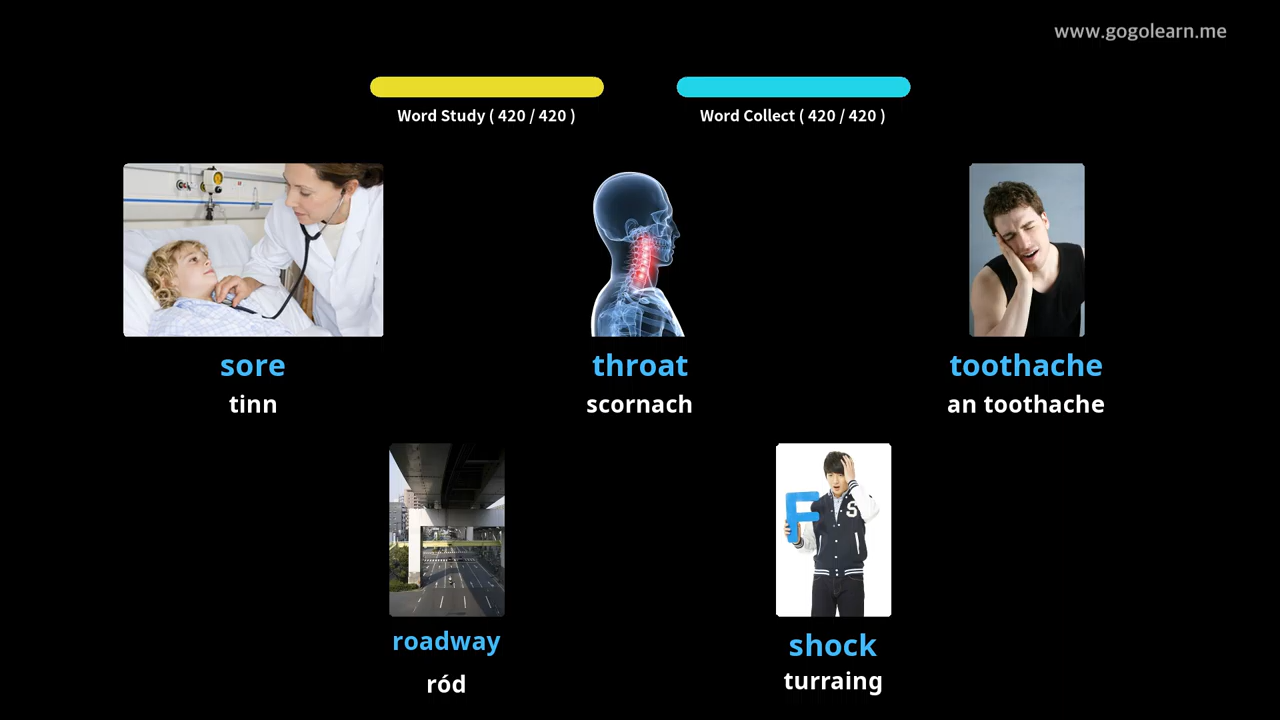 www.gogolearn.me
Word Study ( 420 / 420 )
Word Collect ( 420 / 420 )
sore
tinn
throat
scornach
toothache
an toothache
roadway
ród
F
S
shock
turraing